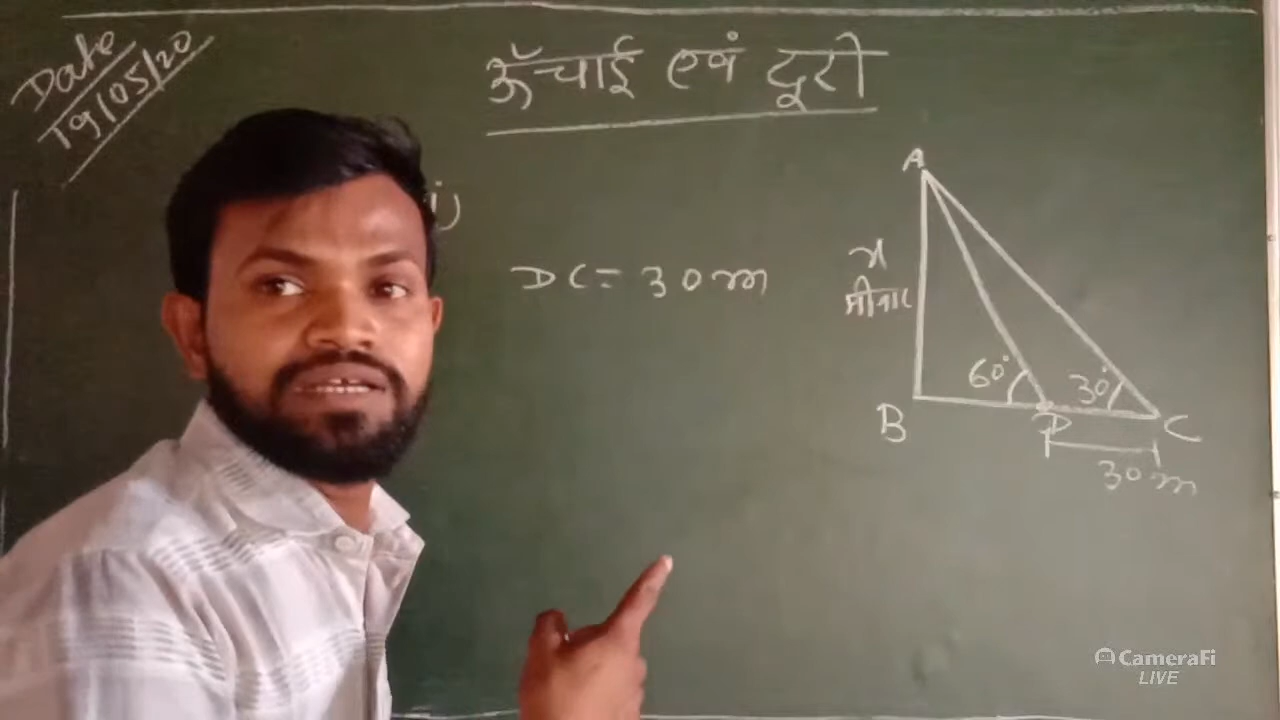 Date
19/05/20
ऊँचाई एवं दूरी
i)
DC = 30m
A
x
मीनार
60°
30°
B
D
C
30m
CameraFi
LIVE